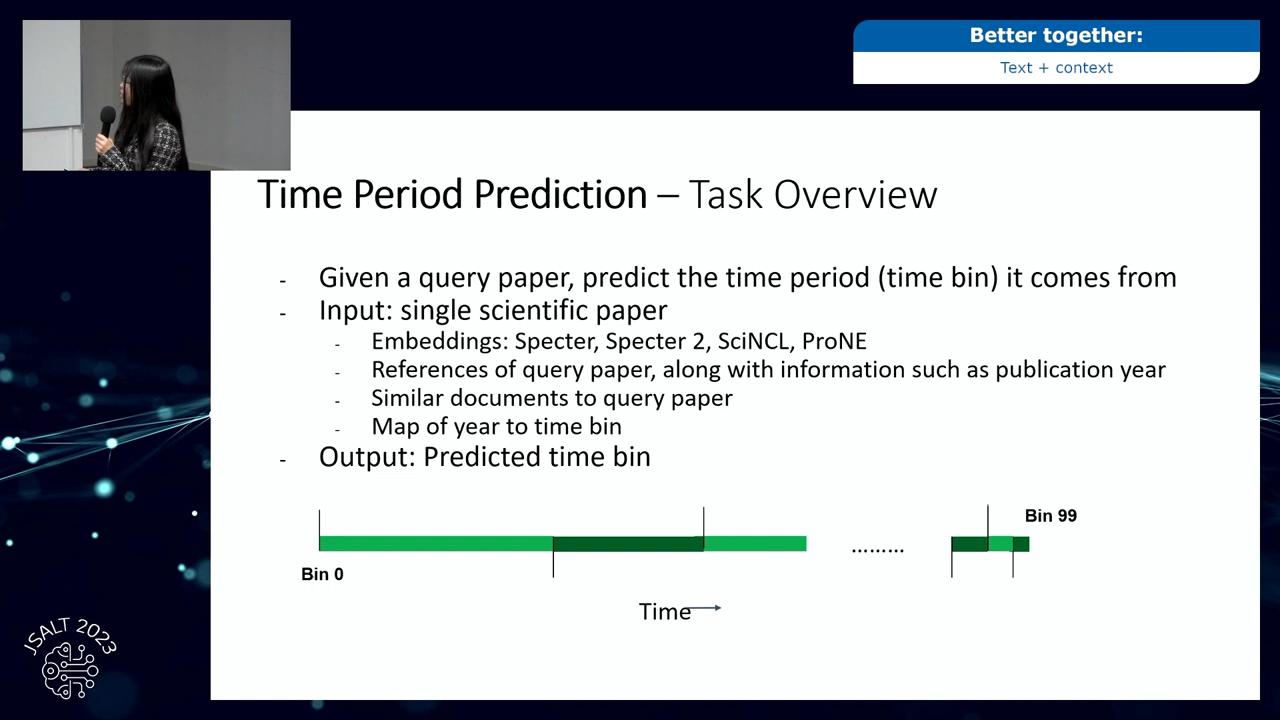 Better together:
Text + context
Time Period Prediction – Task Overview
- Given a query paper, predict the time period (time bin) it comes from
- Input: single scientific paper
- Embeddings: Specter, Specter 2, SciNCL, ProNE
- References of query paper, along with information such as publication year
- Similar documents to query paper
- Map of year to time bin
- Output: Predicted time bin
Bin 99
.........
Bin 0
Time
JSALT 2023